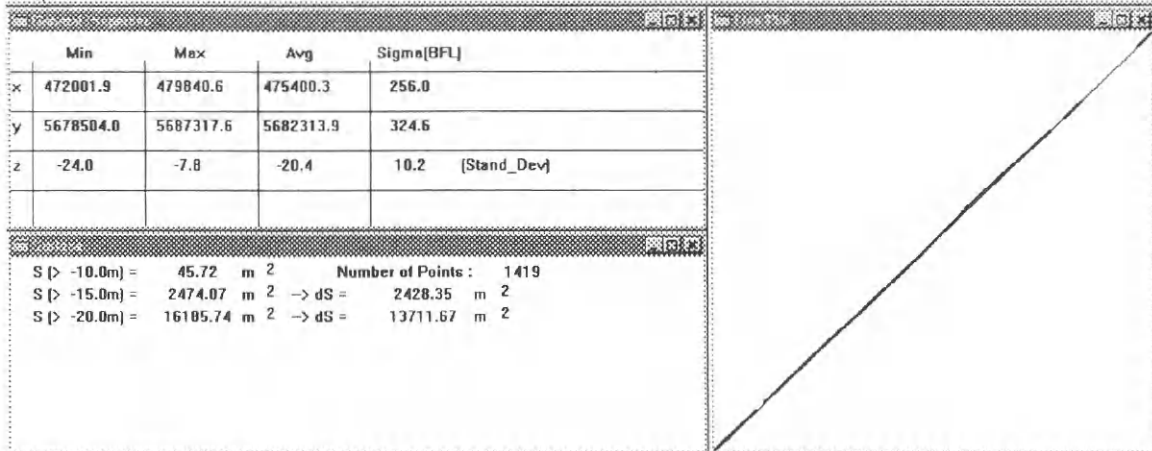 Min Max Avg Sigma(BFL)
x 472001.9 479840.6 475400.3 256.0
y 5678504.0 5687317.6 5682313.9 324.6
z -24.0 -7.8 -20.4 10.2 (Stand_Dev)
S (> -10.0m) = 45.72 m 2 Number of Points : 1419
S (> -15.0m) = 2474.07 m 2 -> dS = 2428.35 m 2
S (> -20.0m) = 16185.74 m 2 -> dS = 13711.67 m 2